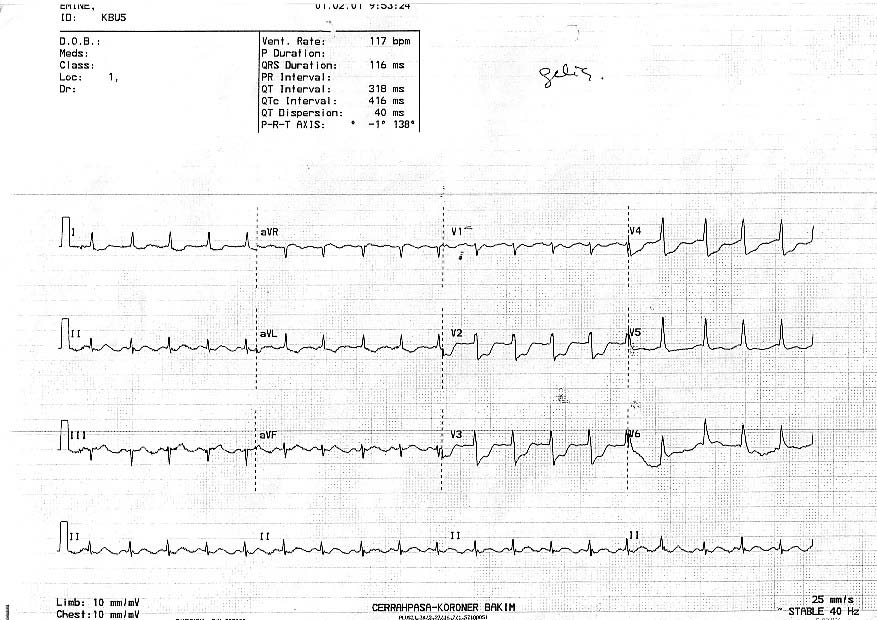 EMINE,
01.02.01 9:53:24
ID: KBUS
D.O.B.:
Meds:
Class:
Loc: 1,
Dr:
Vent. Rate: 117 bpm
P Duration:
QRS Duration: 116 ms
PR Interval:
QT Interval: 318 ms
QTc Interval: 416 ms
QT Dispersion: 40 ms
P-R-T AXIS: ° -1° 138°
geliş.
I aVR V1 V4
II aVL V2 V5
III aVF V3 V6
II II II II
Limb: 10 mm/mV
Chest: 10 mm/mV
CERRAHPASA-KORONER BAKIM
25 mm/s
~ STABLE 40 Hz